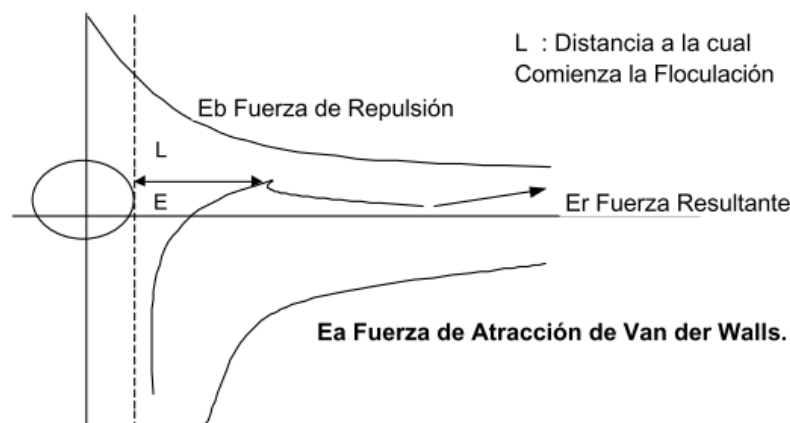 L : Distancia a la cual
Comienza la Floculación
Eb Fuerza de Repulsión
L
E
Er Fuerza Resultante
Ea Fuerza de Atracción de Van der Walls.